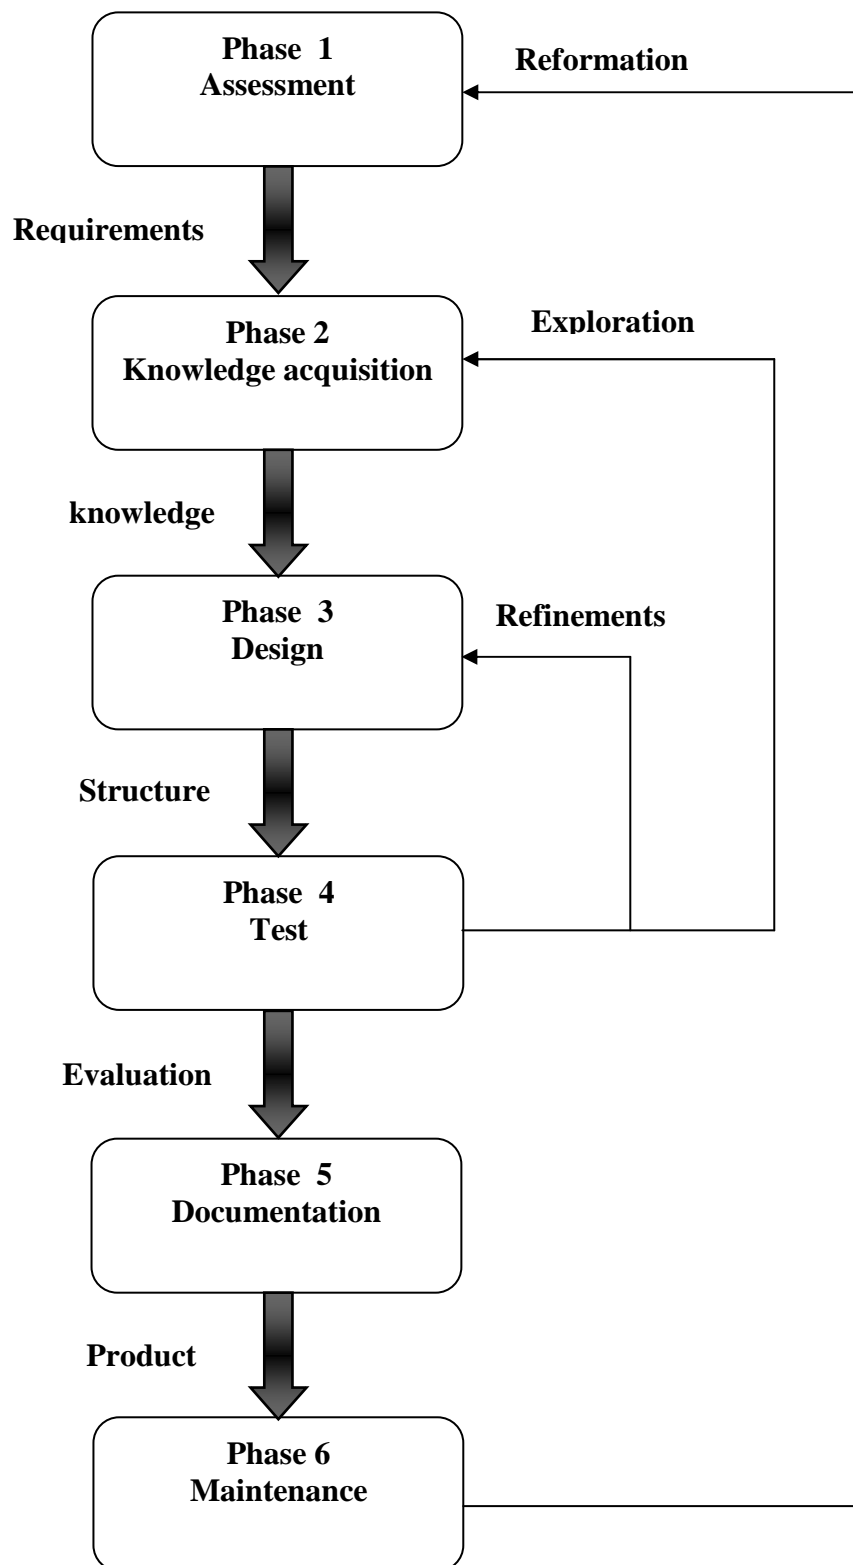 Phase 1
Assessment
Reformation
Requirements
Phase 2
Knowledge acquisition
Exploration
knowledge
Phase 3
Design
Refinements
Structure
Phase 4
Test
Evaluation
Phase 5
Documentation
Product
Phase 6
Maintenance